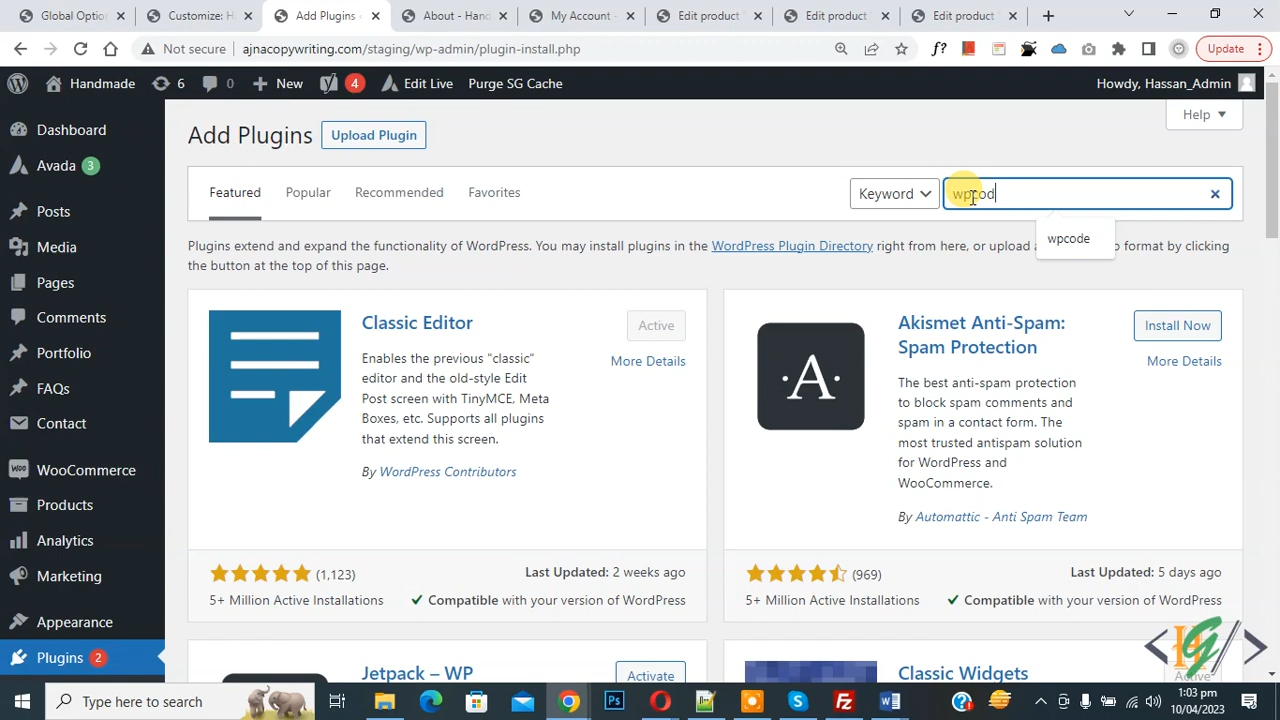 Global Optio
Customize: H
Add Plugins
About - Hand
My Account -
Edit product
Edit product
Edit product
Not secure
ajnacopywriting.com/staging/wp-admin/plugin-install.php
f?
Update
Handmade
6
0
New
4
Edit Live
Purge SG Cache
Howdy, Hassan_Admin
Dashboard
Avada 3
Posts
Media
Pages
Comments
Portfolio
FAQs
Contact
WooCommerce
Products
Analytics
Marketing
Appearance
Plugins 2
Help
Add Plugins
Upload Plugin
Featured
Popular
Recommended
Favorites
Keyword
wpcod
wpcode
Plugins extend and expand the functionality of WordPress. You may install plugins in the WordPress Plugin Directory right from here, or upload a
o format by clicking
the button at the top of this page.
Classic Editor
Active
More Details
Enables the previous "classic"
editor and the old-style Edit
Post screen with TinyMCE, Meta
Boxes, etc. Supports all plugins
that extend this screen.
By WordPress Contributors
(1,123)
Last Updated: 2 weeks ago
5+ Million Active Installations
Compatible with your version of WordPress
Akismet Anti-Spam:
Spam Protection
Install Now
More Details
·A·
The best anti-spam protection
to block spam comments and
spam in a contact form. The
most trusted antispam solution
for WordPress and
WooCommerce.
By Automattic - Anti Spam Team
(969)
Last Updated: 5 days ago
5+ Million Active Installations
Compatible with your version of WordPress
Jetpack – WP
Activate
Classic Widgets
Active
Type here to search
1:03 pm
10/04/2023